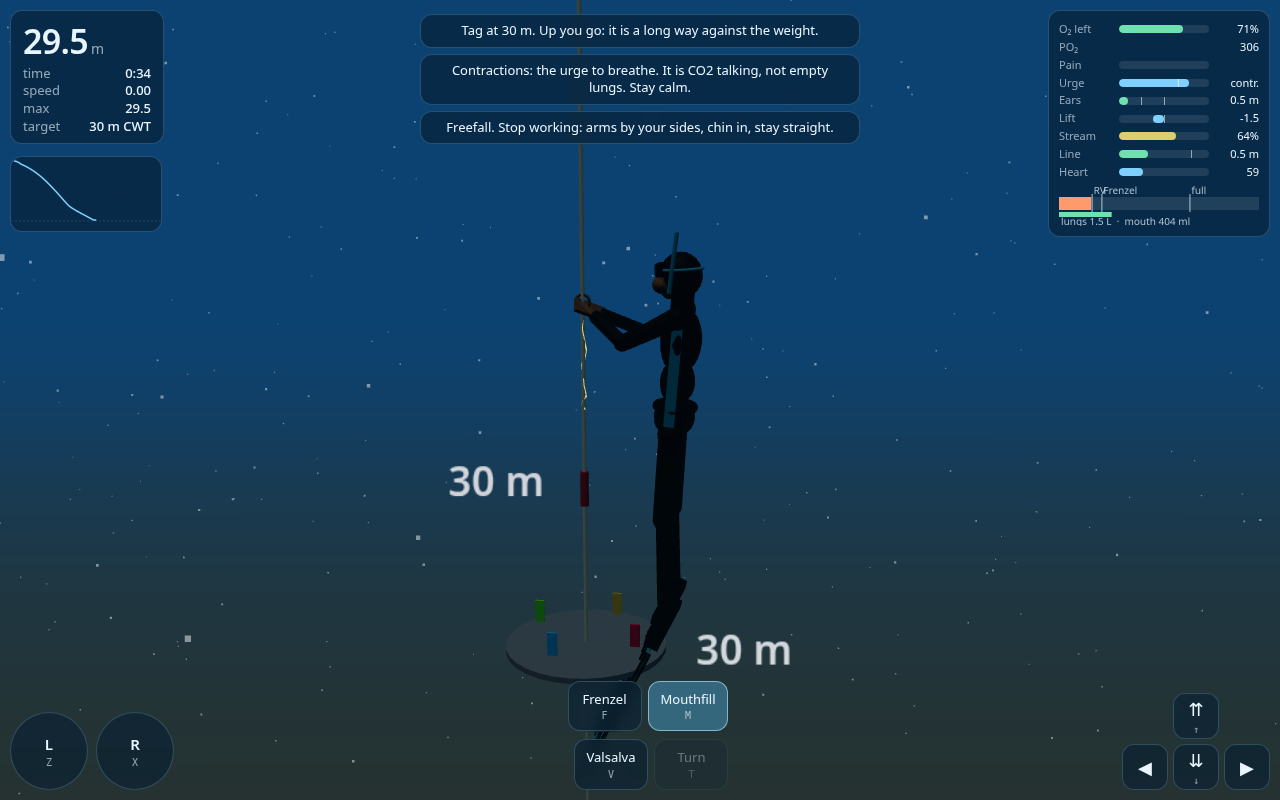 29.5 m
time 0:34
speed 0.00
max 29.5
target 30 m CWT
Tag at 30 m. Up you go: it is a long way against the weight.
Contractions: the urge to breathe. It is CO2 talking, not empty
lungs. Stay calm.
Freefall. Stop working: arms by your sides, chin in, stay straight.
O₂ left 71%
PO₂ 306
Pain
Urge contr.
Ears 0.5 m
Lift -1.5
Stream 64%
Line 0.5 m
Heart 59
RV Frenzel full
lungs 1.5 L · mouth 404 ml
30 m
30 m
Frenzel
F
Mouthfill
M
Valsalva
V
Turn
T
L
Z
R
X
⇈
↑
◀
⇊
↓
▶